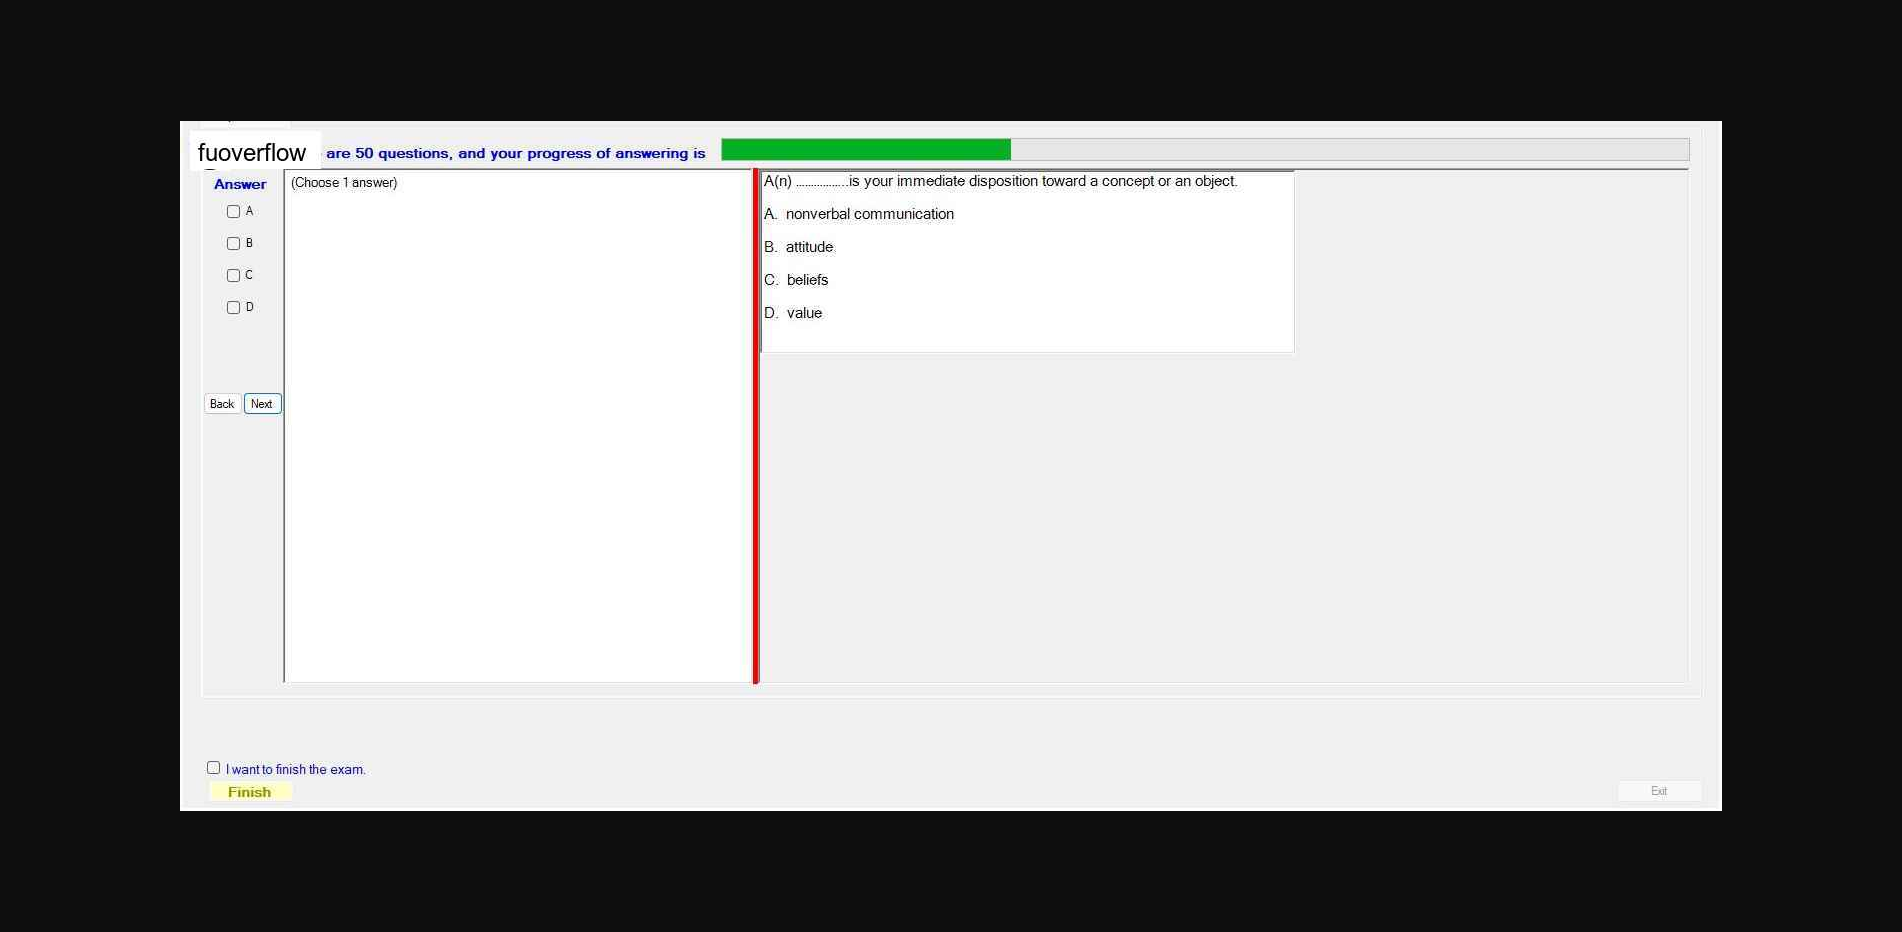 fuoverflow are 50 questions, and your progress of answering is
Answer
(Choose 1 answer)
A
B
C
D
Back Next
A(n) .................is your immediate disposition toward a concept or an object.
A. nonverbal communication
B. attitude
C. beliefs
D. value
I want to finish the exam.
Finish
Exit